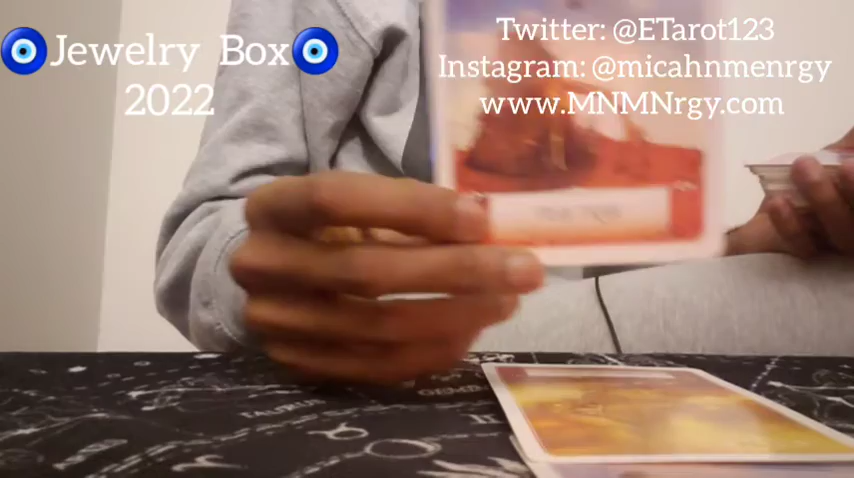 🧿Jewelry Box🧿
2022
Twitter: @ETarot123
Instagram: @micahnmenrgy
www.MNMNrgy.com
TAURUS